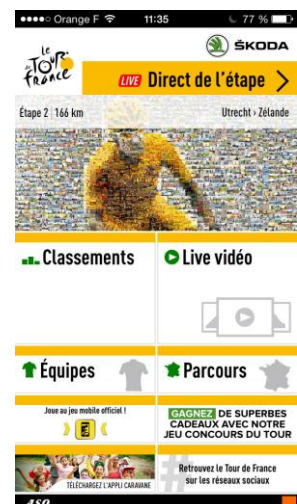 Orange F 11:35 77 %
le
TOUR
de
france
ŠKODA
LIVE Direct de l'étape
Étape 2 166 km Utrecht › Zélande
Classements Live vidéo
Équipes Parcours
Joue au jeu mobile officiel !
TÉLÉCHARGEZ L'APPLI CARAVANE
GAGNEZ DE SUPERBES
CADEAUX AVEC NOTRE
JEU CONCOURS DU TOUR
#
Retrouvez le Tour de France
sur les réseaux sociaux
ASO